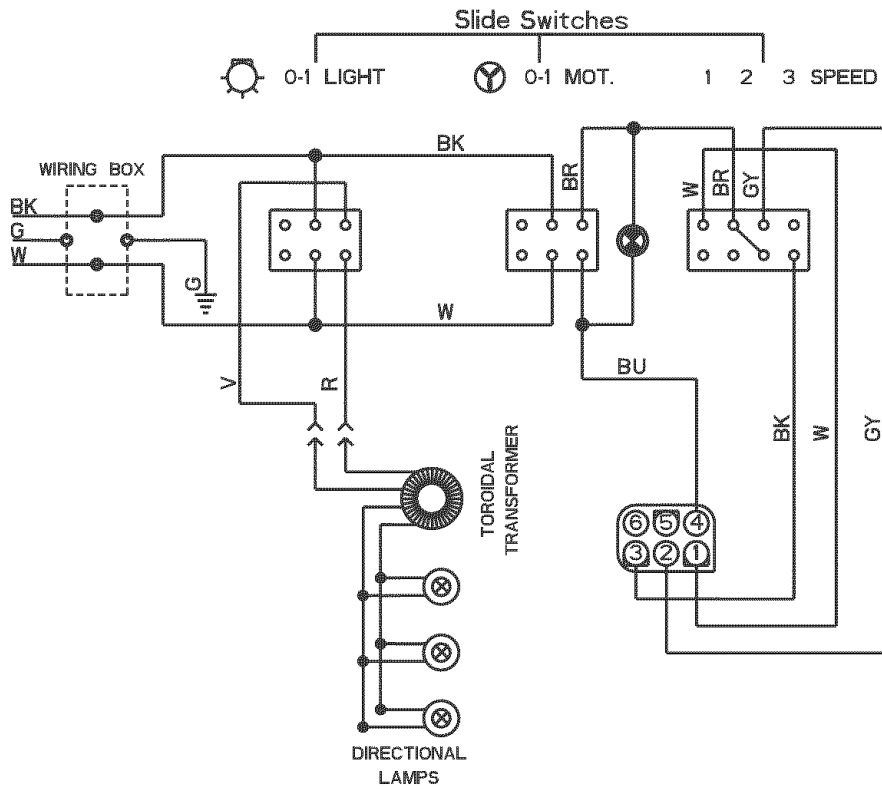 Slide Switches
0-1 LIGHT
0-1 MOT.
1 2 3 SPEED
WIRING BOX
BK
G
W
G
BK
W
V
R
BR
W
BR
GY
BU
BK
W
GY
TOROIDAL
TRANSFORMER
6 5 4
3 2 1
DIRECTIONAL
LAMPS